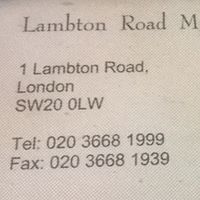 Lambton Road M
1 Lambton Road,
London
SW20 0LW
Tel: 020 3668 1999
Fax: 020 3668 1939